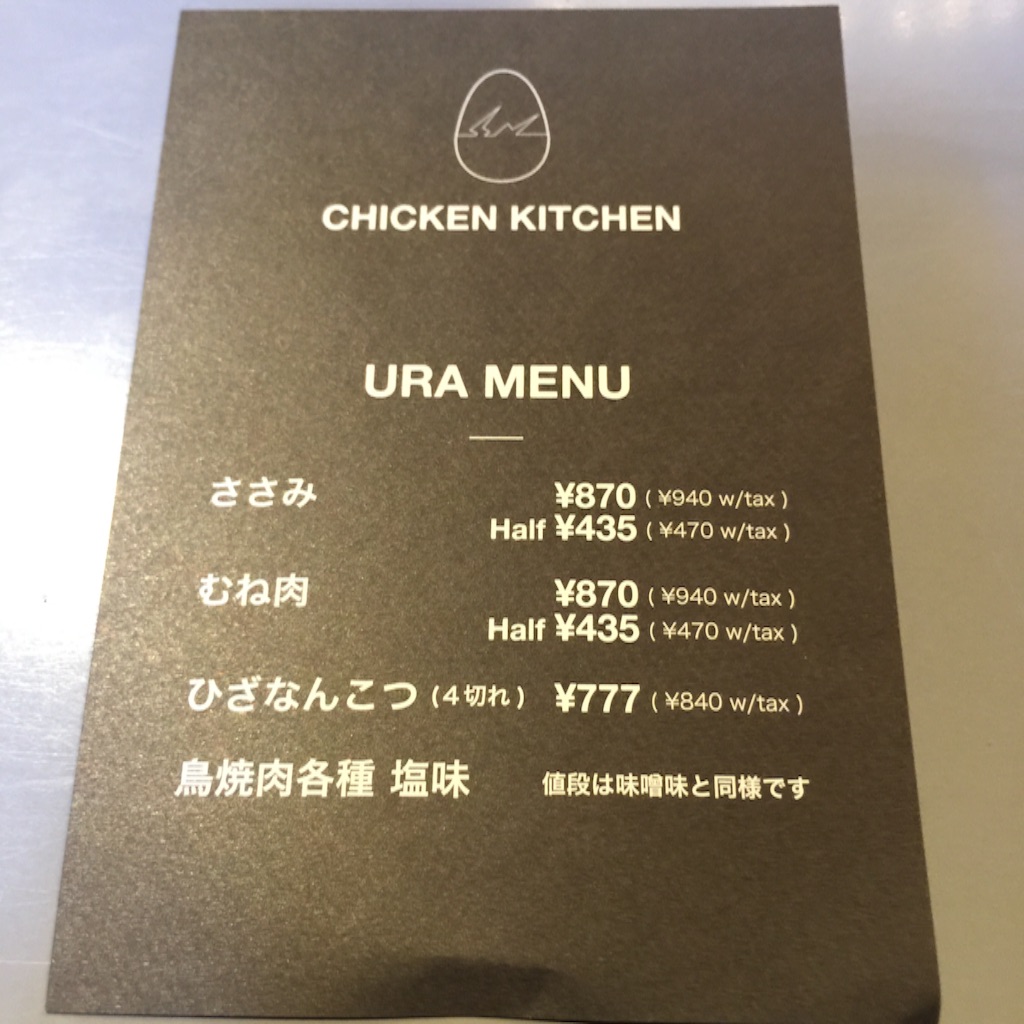 CHICKEN KITCHEN
URA MENU
ささみ ¥870 ( ¥940 w/tax )
Half ¥435 ( ¥470 w/tax )
むね肉 ¥870 ( ¥940 w/tax )
Half ¥435 ( ¥470 w/tax )
ひざなんこつ (4切れ) ¥777 ( ¥840 w/tax )
鳥焼肉各種 塩味 値段は味噌味と同様です